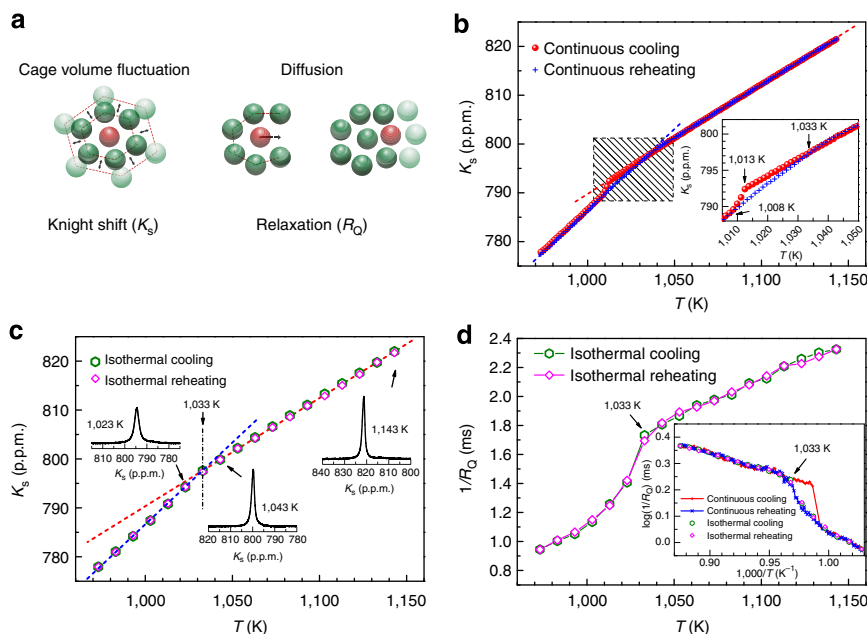 a
Cage volume fluctuation
Diffusion
Knight shift (Ks)
Relaxation (RQ)
b
Continuous cooling
Continuous reheating
Ks (p.p.m.)
820
810
800
790
780
1,000
1,050
1,100
1,150
T (K)
Ks (p.p.m.)
800
795
793
790
788
1,033 K
1,013 K
1,008 K
1,010
1,020
1,030
1,040
1,050
T (K)
c
Isothermal cooling
Isothermal reheating
Ks (p.p.m.)
820
810
800
790
780
1,023 K
810 800 790 780
Ks (p.p.m.)
1,033 K
1,043 K
820 810 800 790 780
Ks (p.p.m.)
1,143 K
840 830 820 810 800
Ks (p.p.m.)
1,000
1,050
1,100
1,150
T (K)
d
Isothermal cooling
Isothermal reheating
1/RQ (ms)
2.4
2.2
2.0
1.8
1.6
1.4
1.2
1.0
0.8
1,033 K
log(1/RQ) (ms)
0.4
0.3
0.2
0.1
0.0
1,033 K
Continuous cooling
Continuous reheating
Isothermal cooling
Isothermal reheating
0.90
0.95
1.00
1,000/T (K⁻¹)
1,000
1,050
1,100
1,150
T (K)